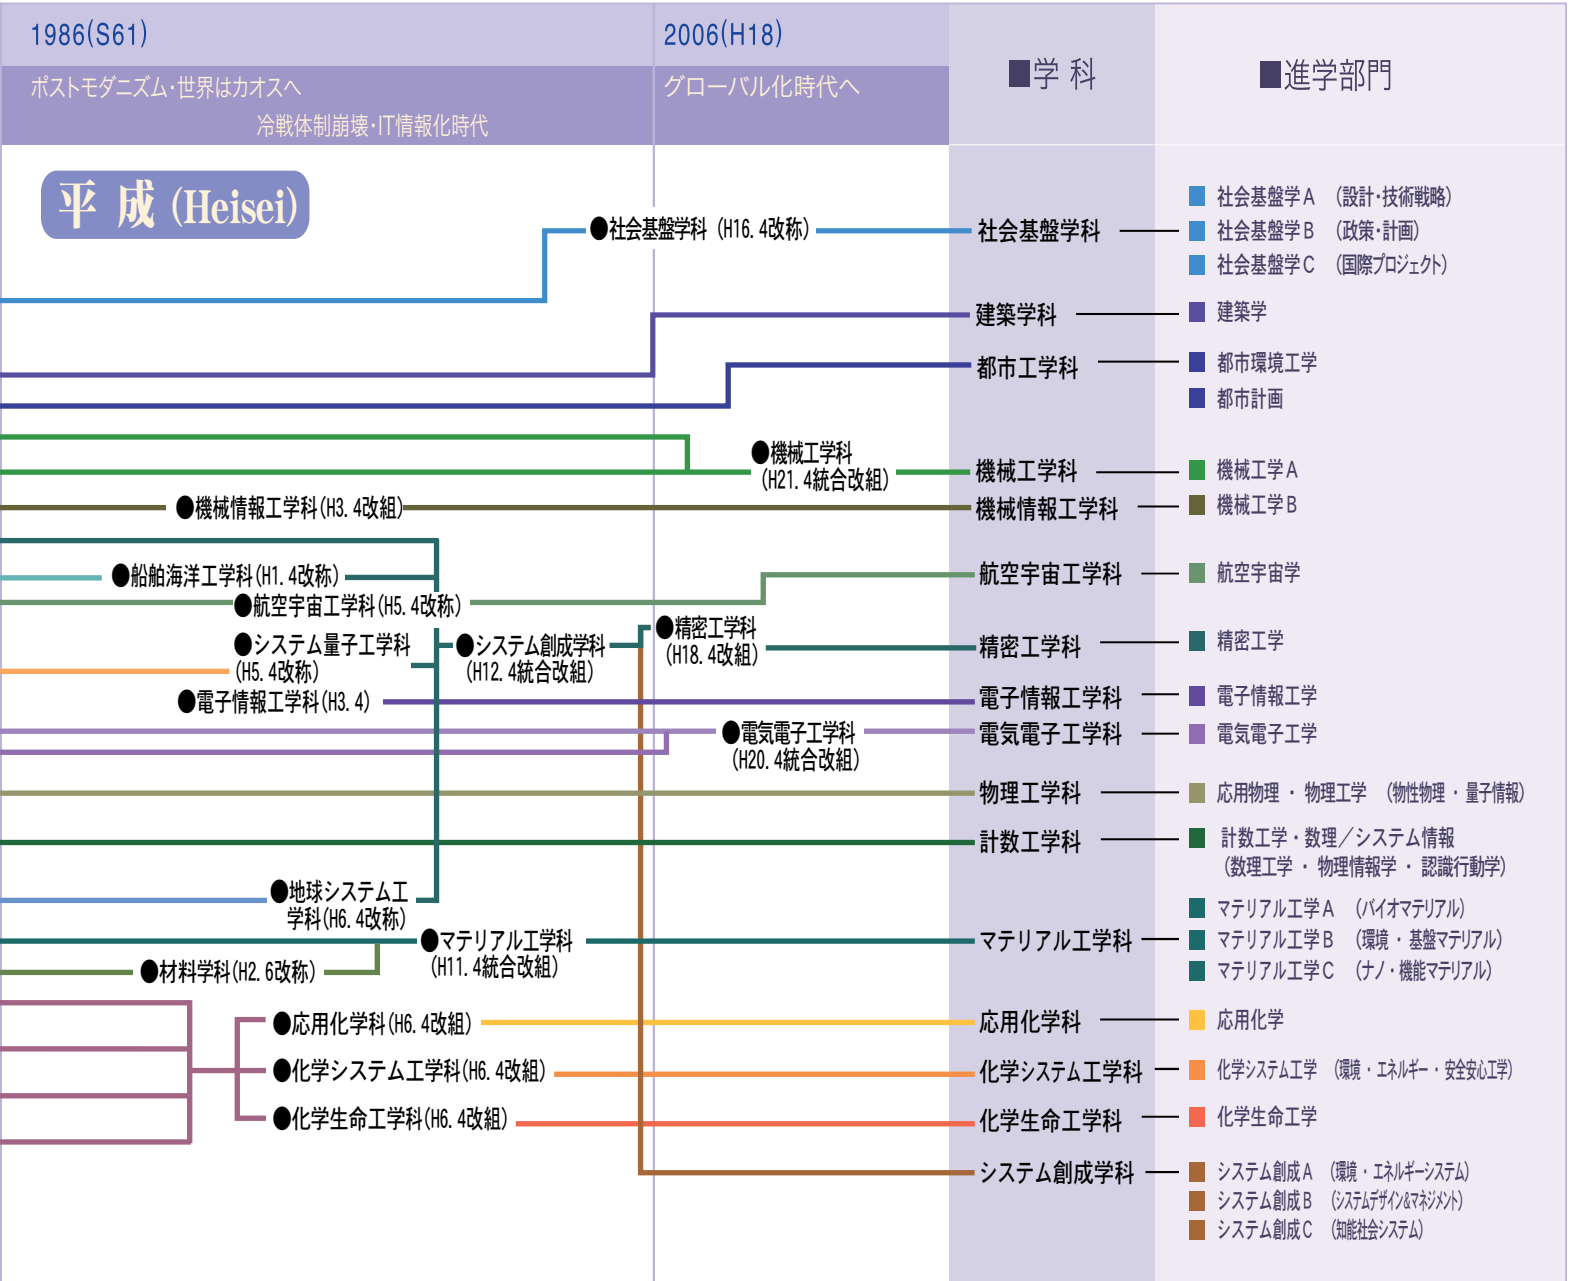 1986(S61)
2006(H18)
■学 科
■進学部門
ポストモダニズム・世界はカオスへ
冷戦体制崩壊・IT情報化時代
グローバル化時代へ
平 成 (Heisei)
●社会基盤学科（H16. 4改称）
社会基盤学科
社会基盤学A （設計・技術戦略）
社会基盤学B （政策・計画）
社会基盤学C （国際プロジェクト）
建築学科
建築学
都市工学科
都市環境工学
都市計画
●機械工学科
（H21. 4統合改組）
機械工学科
機械工学A
●機械情報工学科（H3. 4改組）
機械情報工学科
機械工学B
●船舶海洋工学科（H1. 4改称）
●航空宇宙工学科（H5. 4改称）
航空宇宙工学科
航空宇宙学
●システム量子工学科
（H5. 4改称）
●システム創成学科
（H12. 4統合改組）
●精密工学科
（H18. 4改組）
精密工学科
精密工学
●電子情報工学科（H3. 4）
電子情報工学科
電子情報工学
●電気電子工学科
（H20. 4統合改組）
電気電子工学科
電気電子工学
物理工学科
応用物理 ・ 物理工学 （物性物理 ・ 量子情報）
計数工学科
計数工学・数理／システム情報
（数理工学 ・ 物理情報学 ・ 認識行動学）
●地球システム工
学科（H6. 4改称）
●マテリアル工学科
（H11. 4統合改組）
マテリアル工学科
マテリアル工学A （バイオマテリアル）
マテリアル工学B （環境 ・ 基盤マテリアル）
マテリアル工学C （ナノ・機能マテリアル）
●材料学科（H2. 6改称）
●応用化学科（H6. 4改組）
応用化学科
応用化学
●化学システム工学科（H6. 4改組）
化学システム工学科
化学システム工学 （環境 ・ エネルギー ・ 安全安心工学）
●化学生命工学科（H6. 4改組）
化学生命工学科
化学生命工学
システム創成学科
システム創成A （環境 ・ エネルギーシステム）
システム創成B （システムデザイン&マネジメント）
システム創成C （知能社会システム）